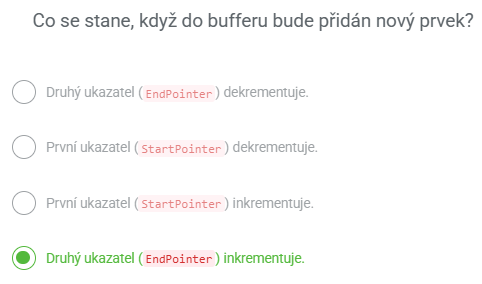 Co se stane, když do bufferu bude přidán nový prvek?
Druhý ukazatel (EndPointer) dekrementuje.
První ukazatel (StartPointer) dekrementuje.
První ukazatel (StartPointer) inkrementuje.
Druhý ukazatel (EndPointer) inkrementuje.